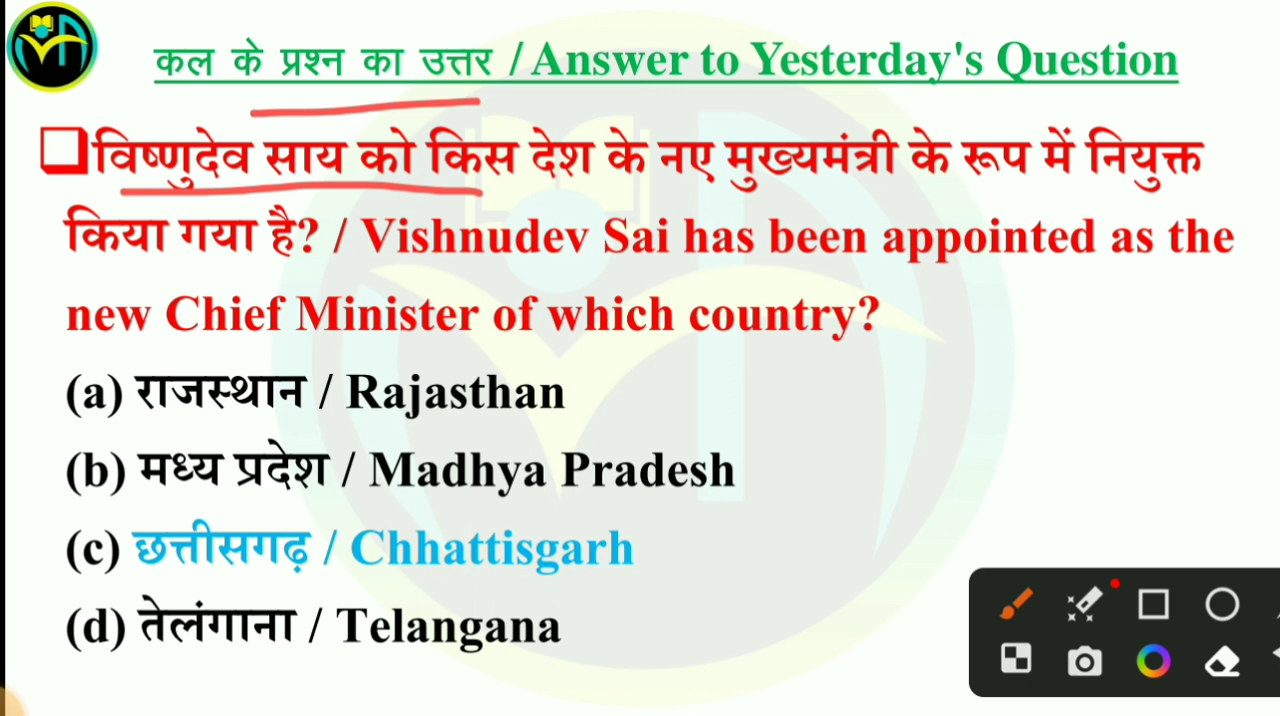 कल के प्रश्न का उत्तर / Answer to Yesterday's Question
विष्णुदेव साय को किस देश के नए मुख्यमंत्री के रूप में नियुक्त
किया गया है? / Vishnudev Sai has been appointed as the
new Chief Minister of which country?
(a) राजस्थान / Rajasthan
(b) मध्य प्रदेश / Madhya Pradesh
(c) छत्तीसगढ़ / Chhattisgarh
(d) तेलंगाना / Telangana